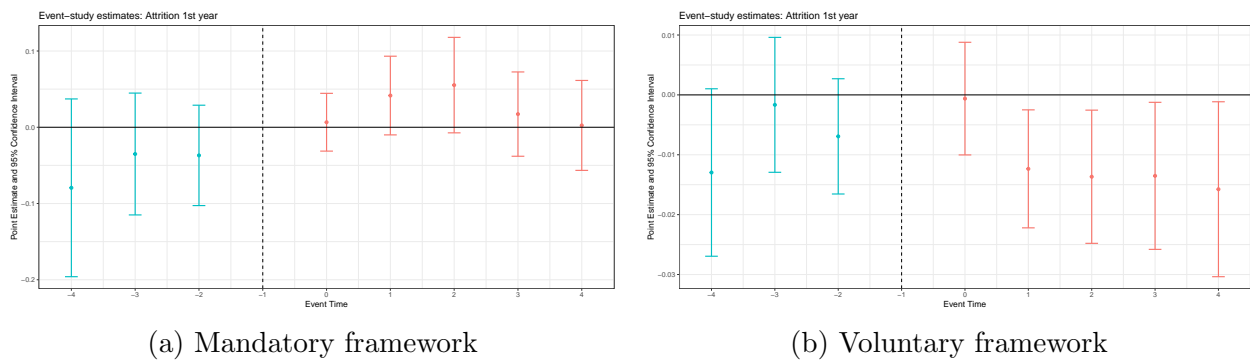 Event−study estimates: Attrition 1st year
Point Estimate and 95% Confidence Interval
0.1
0.0
−0.1
−0.2
−4 −3 −2 −1 0 1 2 3 4
Event Time
(a) Mandatory framework
Event−study estimates: Attrition 1st year
Point Estimate and 95% Confidence Interval
0.01
0.00
−0.01
−0.02
−0.03
−4 −3 −2 −1 0 1 2 3 4
Event Time
(b) Voluntary framework